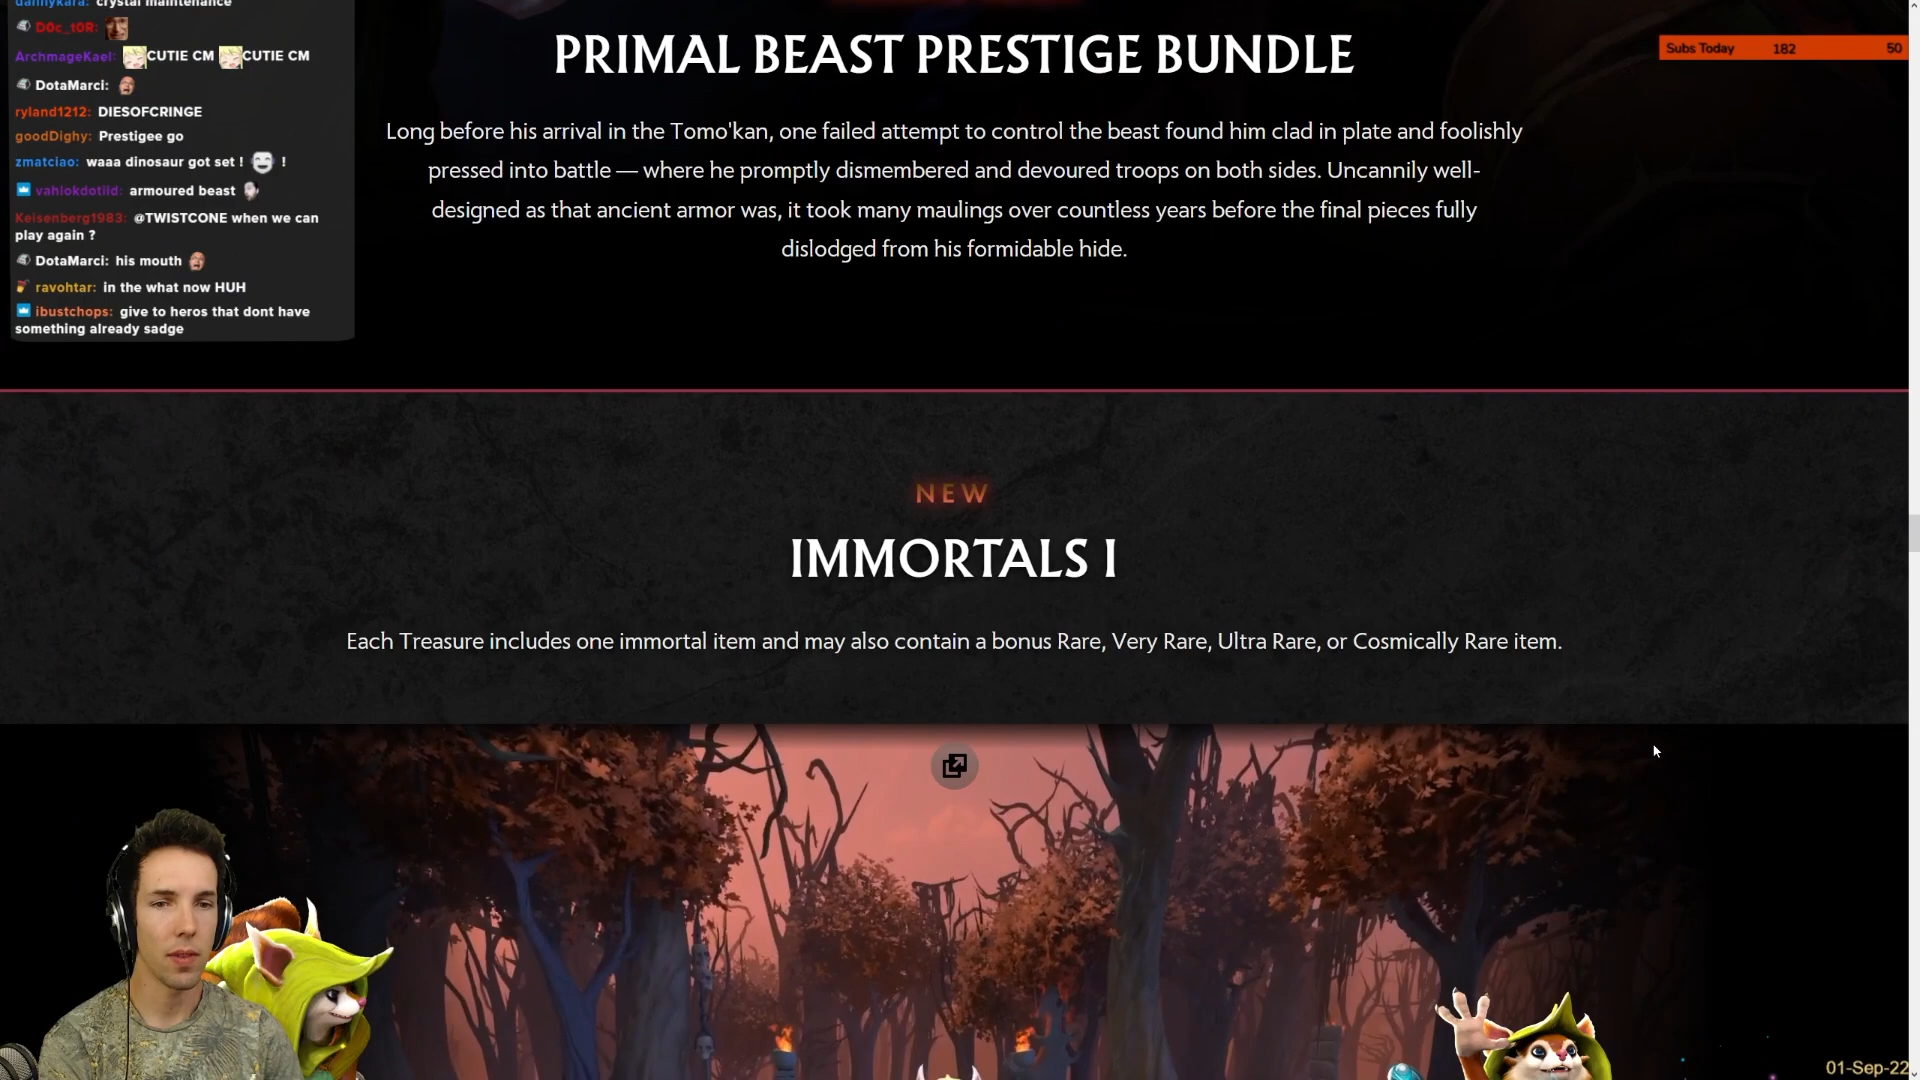 dannykara: crystal maintenance
D0c_t0R:
ArchmageKael: CUTIE CM CUTIE CM
DotaMarci:
ryland1212: DIESOFCRINGE
goodDighy: Prestigee go
zmatciao: waaa dinosaur got set ! !
vahlokdotiid: armoured beast
Keisenberg1983: @TWISTCONE when we can
play again ?
DotaMarci: his mouth
ravohtar: in the what now HUH
ibustchops: give to heros that dont have
something already sadge
Subs Today 182 50
PRIMAL BEAST PRESTIGE BUNDLE
Long before his arrival in the Tomo'kan, one failed attempt to control the beast found him clad in plate and foolishly
pressed into battle — where he promptly dismembered and devoured troops on both sides. Uncannily well-
designed as that ancient armor was, it took many maulings over countless years before the final pieces fully
dislodged from his formidable hide.
NEW
IMMORTALS I
Each Treasure includes one immortal item and may also contain a bonus Rare, Very Rare, Ultra Rare, or Cosmically Rare item.
01-Sep-22